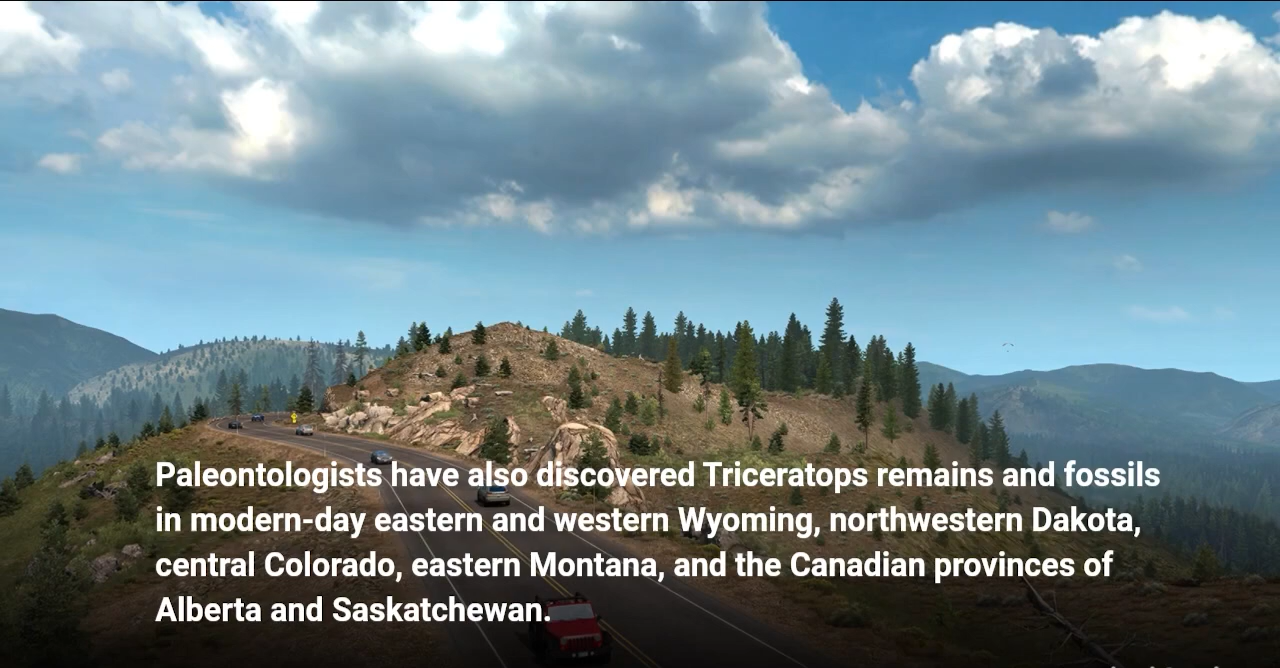 Paleontologists have also discovered Triceratops remains and fossils
in modern-day eastern and western Wyoming, northwestern Dakota,
central Colorado, eastern Montana, and the Canadian provinces of
Alberta and Saskatchewan.